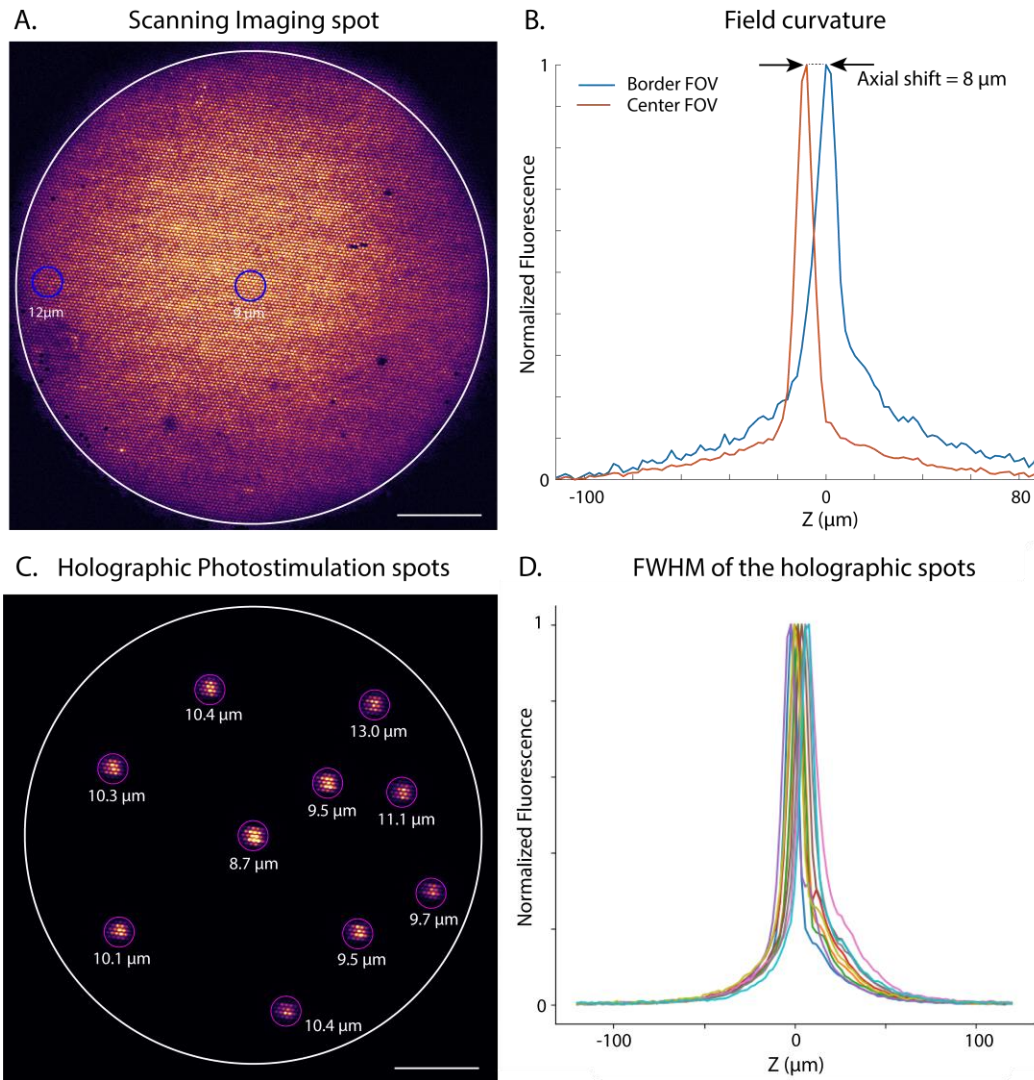 A. Scanning Imaging spot
12µm
9 µm
B. Field curvature
1
Axial shift = 8 µm
Border FOV
Center FOV
Normalized Fluorescence
0
-100
0
80
Z (µm)
C. Holographic Photostimulation spots
10.4 µm
13.0 µm
10.3 µm
9.5 µm
11.1 µm
8.7 µm
9.7 µm
10.1 µm
9.5 µm
10.4 µm
D. FWHM of the holographic spots
1
Normalized Fluorescence
0
-100
0
100
Z (µm)